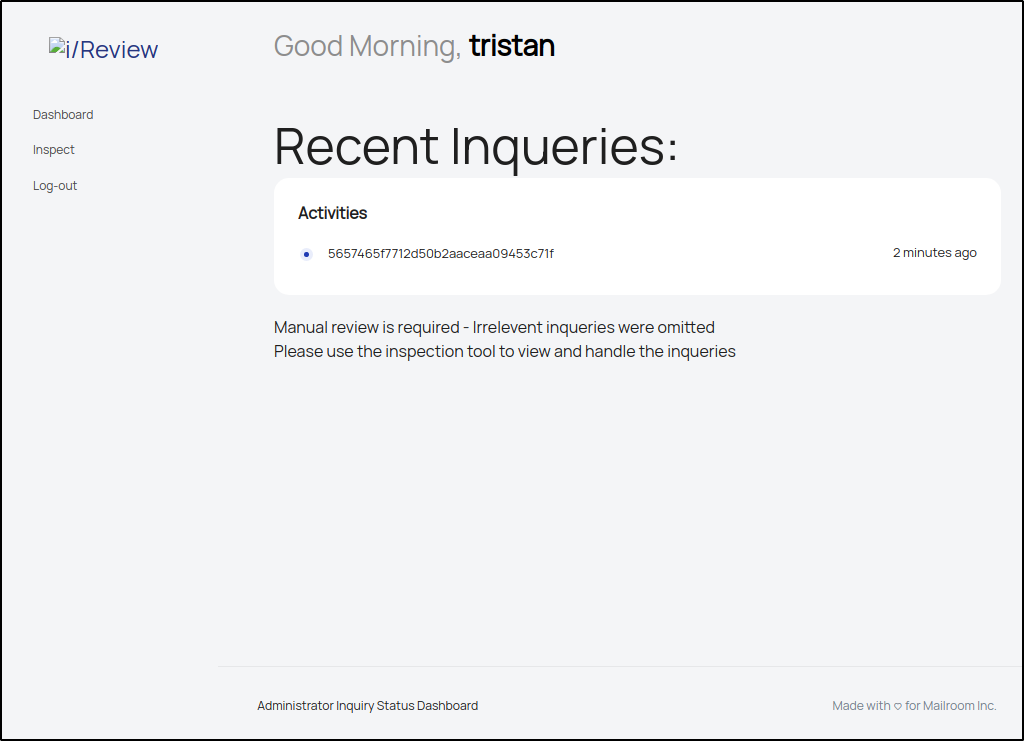 i/Review
Good Morning, tristan
Dashboard
Inspect
Log-out
Recent Inqueries:
Activities
5657465f7712d50b2aaceaa09453c71f
2 minutes ago
Manual review is required - Irrelevent inqueries were omitted
Please use the inspection tool to view and handle the inqueries
Administrator Inquiry Status Dashboard
Made with ♡ for Mailroom Inc.